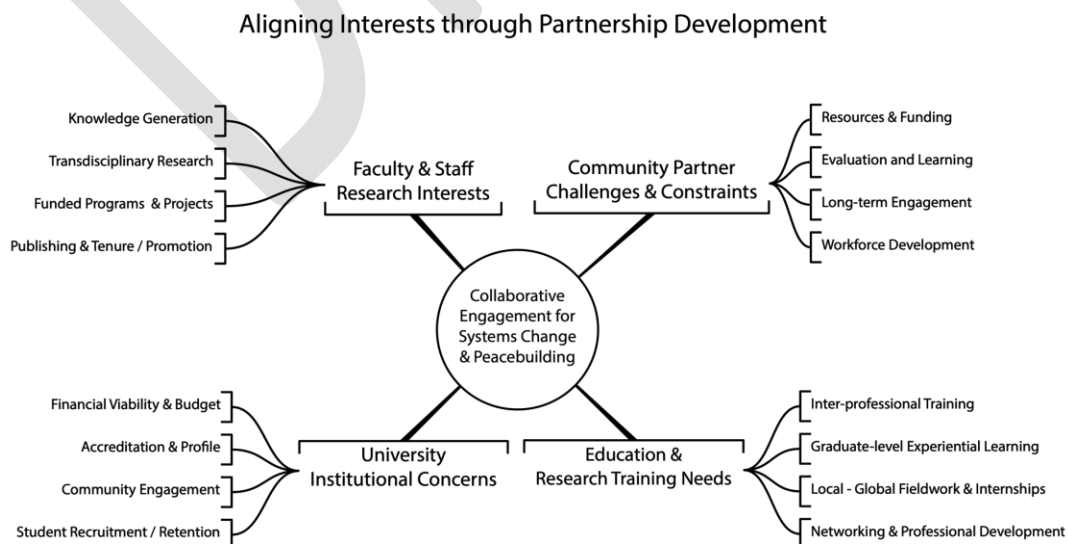 Aligning Interests through Partnership Development
Knowledge Generation
Transdisciplinary Research
Funded Programs & Projects
Publishing & Tenure / Promotion
Faculty & Staff
Research Interests
Community Partner
Challenges & Constraints
Resources & Funding
Evaluation and Learning
Long-term Engagement
Workforce Development
Collaborative
Engagement for
Systems Change
& Peacebuilding
Financial Viability & Budget
Accreditation & Profile
Community Engagement
Student Recruitment / Retention
University
Institutional Concerns
Education &
Research Training Needs
Inter-professional Training
Graduate-level Experiential Learning
Local - Global Fieldwork & Internships
Networking & Professional Development